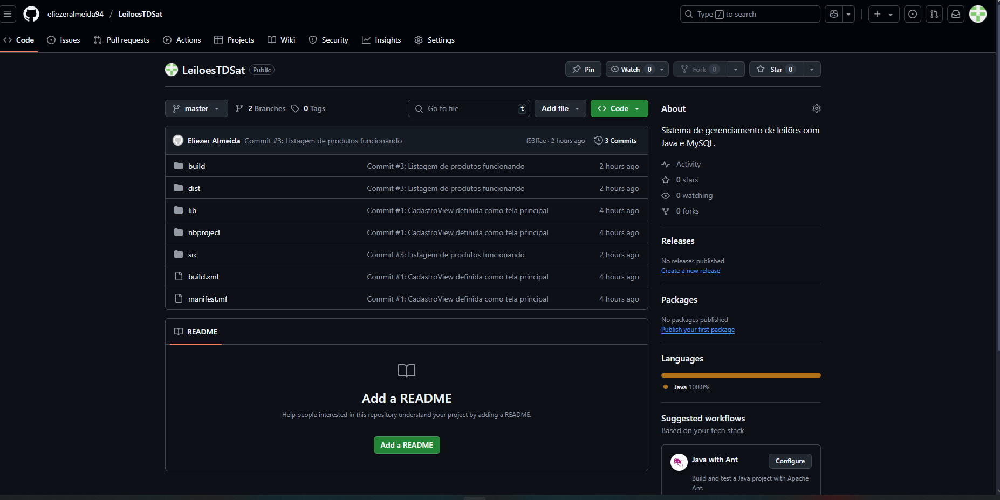 eliezeralmeida94 / LeiloesTDSat
Type / to search
Code Issues Pull requests Actions Projects Wiki Security Insights Settings
LeiloesTDSat Public
Pin Watch 0 Fork 0 Star 0
master 2 Branches 0 Tags Go to file t Add file Code
Eliezer Almeida Commit #3: Listagem de produtos funcionando f93ffae · 2 hours ago 3 Commits
build Commit #3: Listagem de produtos funcionando 2 hours ago
dist Commit #3: Listagem de produtos funcionando 2 hours ago
lib Commit #1: CadastroView definida como tela principal 4 hours ago
nbproject Commit #1: CadastroView definida como tela principal 4 hours ago
src Commit #3: Listagem de produtos funcionando 2 hours ago
build.xml Commit #1: CadastroView definida como tela principal 4 hours ago
manifest.mf Commit #1: CadastroView definida como tela principal 4 hours ago
README
Add a README
Help people interested in this repository understand your project by adding a README.
Add a README
About
Sistema de gerenciamento de leilões com
Java e MySQL.
Activity
0 stars
0 watching
0 forks
Releases
No releases published
Create a new release
Packages
No packages published
Publish your first package
Languages
Java 100.0%
Suggested workflows
Based on your tech stack
Java with Ant Configure
Build and test a Java project with Apache
Ant.